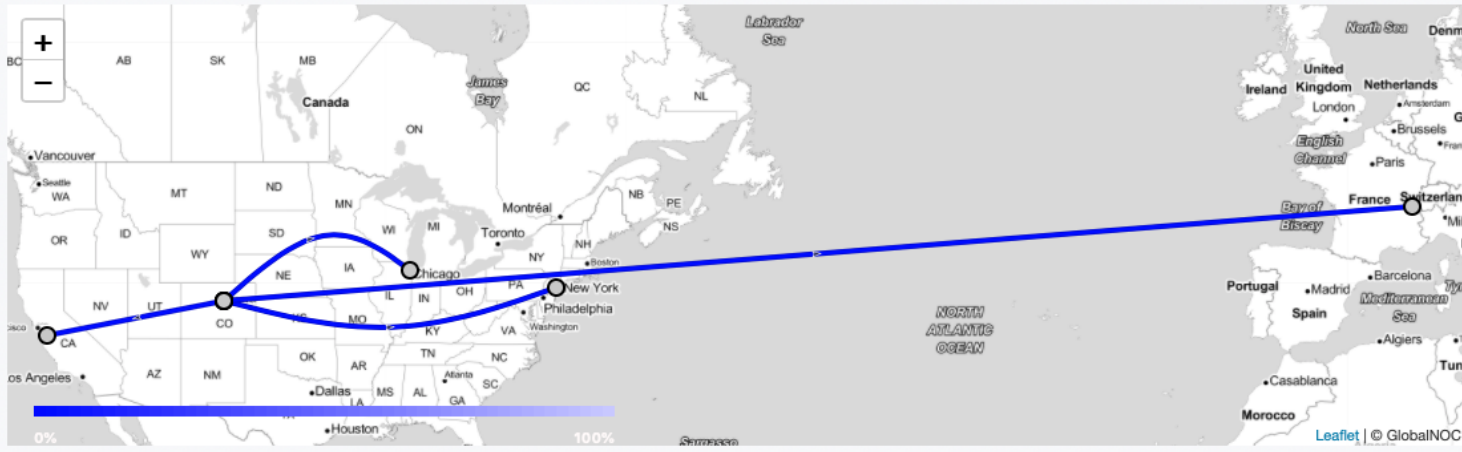 +
−
BC
AB
SK
MB
Canada
ON
James
Bay
QC
NL
Labrador
Sea
North Sea
Denm
United
Kingdom
Ireland
Netherlands
London
Amsterdam
Brussels
English
Channel
Paris
France
Switzerlan
Bay of
Biscay
Vancouver
Seattle
WA
MT
ND
MN
OR
ID
SD
WI
MI
WY
NE
IA
Montréal
Toronto
NB
PE
NS
NH
NY
Boston
Chicago
NV
UT
CO
IL
IN
OH
PA
New York
Philadelphia
Washington
MO
KY
VA
CA
Los Angeles
AZ
NM
OK
AR
TN
NC
Atlanta
SC
Dallas
LA
MS
AL
GA
Houston
NORTH
ATLANTIC
OCEAN
Portugal
Madrid
Spain
Barcelona
Mediterranean
Sea
Algiers
Tun
Casablanca
Morocco
0%
100%
Leaflet | © GlobalNOC